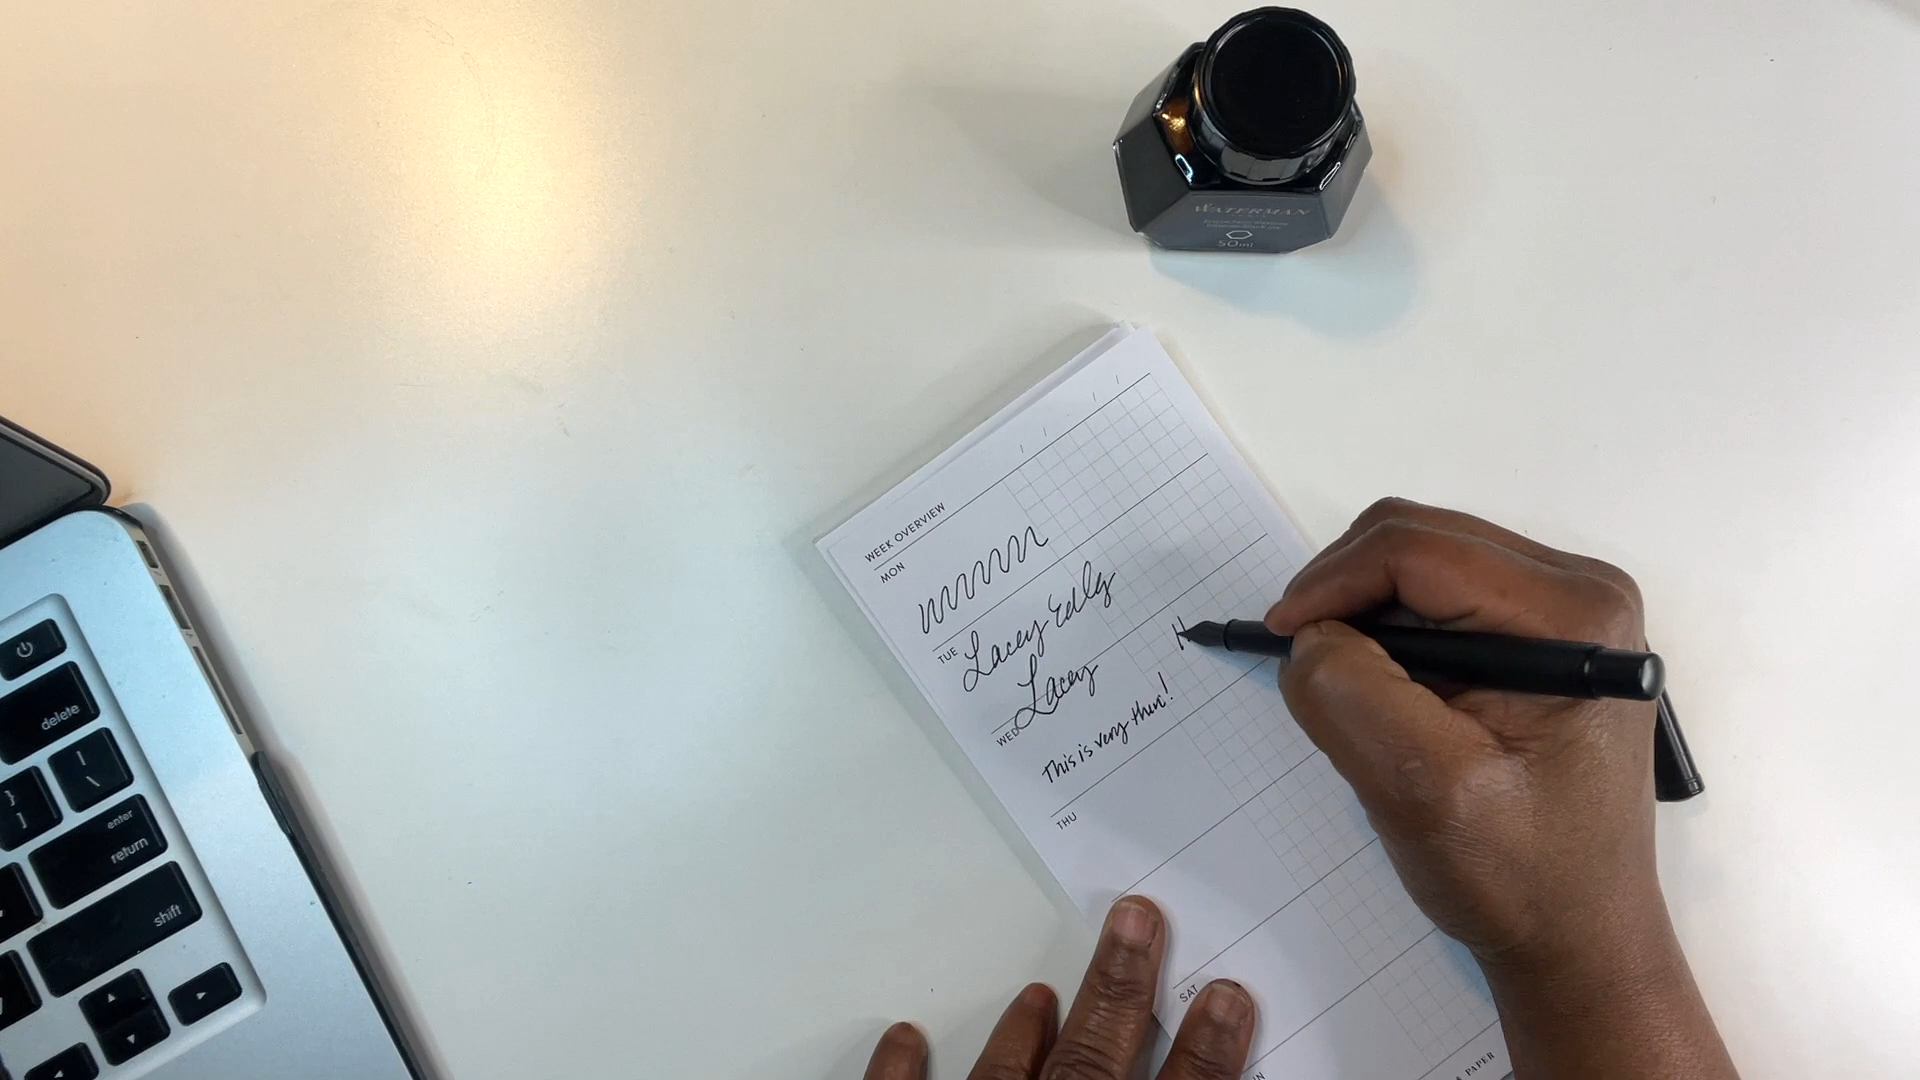 WATERMAN
50ml
WEEK OVERVIEW
MON
TUE
Lacey Edly
Lacey
WED
This is very thin!
H
THU
SAT
& PAPER
delete
enter
return
shift